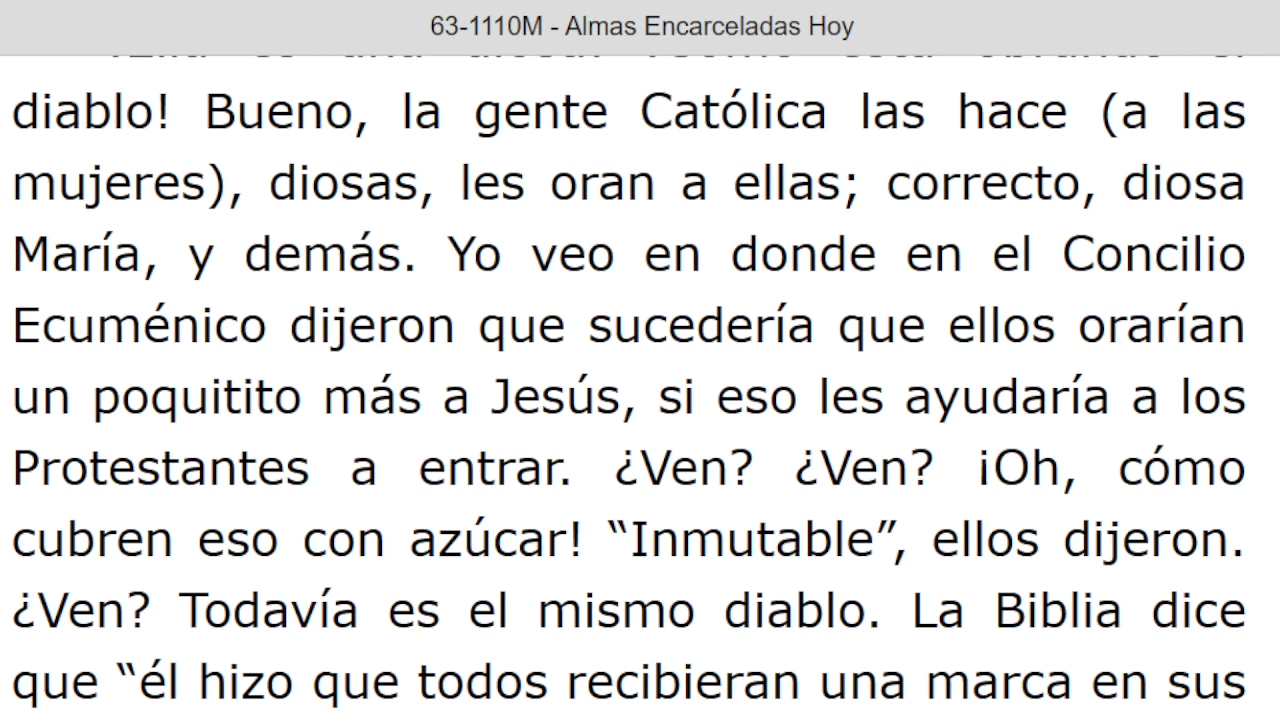 63-1110M - Almas Encarceladas Hoy
diablo! Bueno, la gente Católica las hace (a las
mujeres), diosas, les oran a ellas; correcto, diosa
María, y demás. Yo veo en donde en el Concilio
Ecuménico dijeron que sucedería que ellos orarían
un poquitito más a Jesús, si eso les ayudaría a los
Protestantes a entrar. ¿Ven? ¿Ven? ¡Oh, cómo
cubren eso con azúcar! “Inmutable”, ellos dijeron.
¿Ven? Todavía es el mismo diablo. La Biblia dice
que “él hizo que todos recibieran una marca en sus